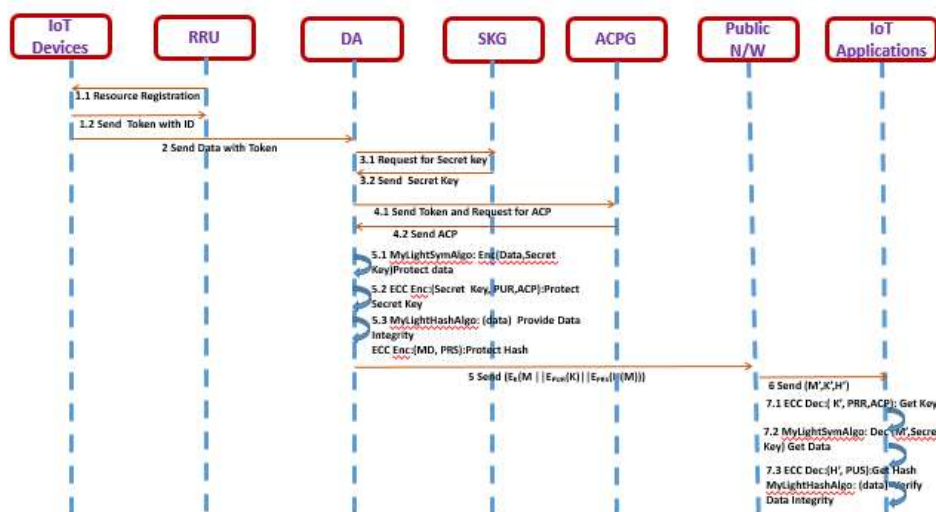 IoT
Devices
RRU
DA
SKG
ACPG
Public
N/W
IoT
Applications
1.1 Resource Registration
1.2 Send Token with ID
2 Send Data with Token
3.1 Request for Secret key
3.2 Send Secret Key
4.1 Send Token and Request for ACP
4.2 Send ACP
5.1 MyLightSymAlgo: Enc(Data,Secret
Key)Protect data
5.2 ECC Enc:(Secret Key, PUR,ACP):Protect
Secret Key
5.3 MyLightHashAlgo: (data) Provide Data
Integrity
ECC Enc:(MD, PRS):Protect Hash
5 Send (EK(M ||EPUR(K)||EPRS(H(M)))
6 Send (M',K',H')
7.1 ECC Dec:( K', PRR,ACP): Get Key
7.2 MyLightSymAlgo: Dec (M',Secret
Key) Get Data
7.3 ECC Dec:(H', PUS):Get Hash
MyLightHashAlgo: (data) Verify
Data Integrity